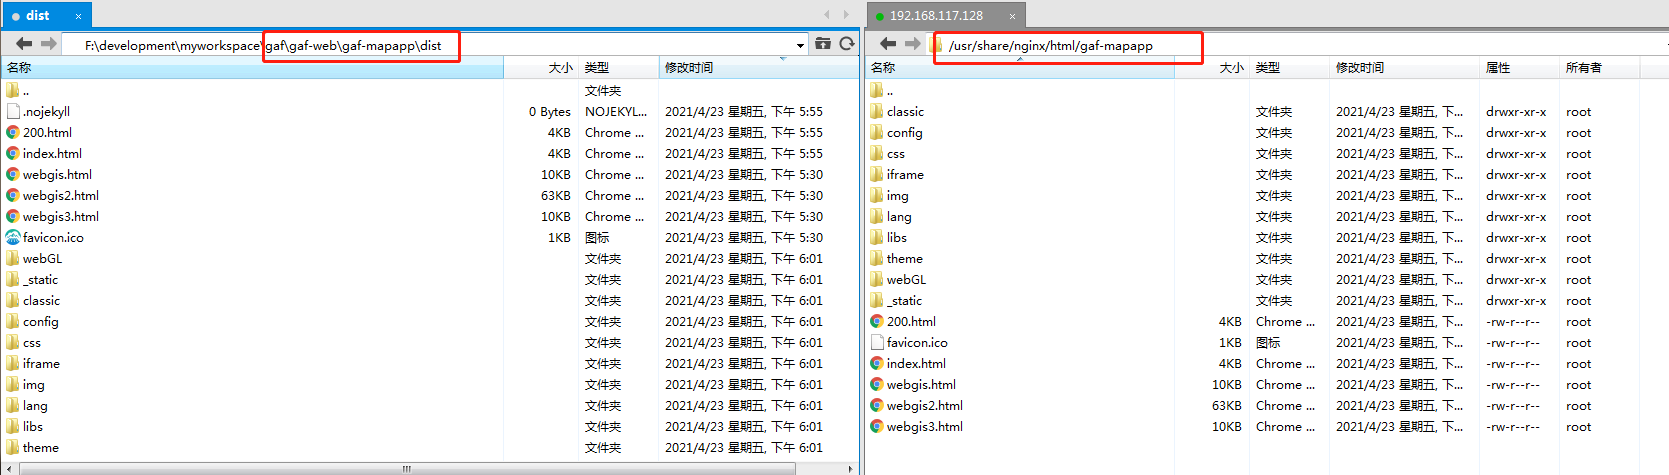 dist ×
F:\development\myworkspace\gaf\gaf-web\gaf-mapapp\dist
名称 大小 类型 修改时间
.. 文件夹
.nojekyll 0 Bytes NOJEKYL... 2021/4/23 星期五, 下午 5:55
200.html 4KB Chrome ... 2021/4/23 星期五, 下午 5:55
index.html 4KB Chrome ... 2021/4/23 星期五, 下午 5:55
webgis.html 10KB Chrome ... 2021/4/23 星期五, 下午 5:30
webgis2.html 63KB Chrome ... 2021/4/23 星期五, 下午 5:30
webgis3.html 10KB Chrome ... 2021/4/23 星期五, 下午 5:30
favicon.ico 1KB 图标 2021/4/23 星期五, 下午 5:30
webGL 文件夹 2021/4/23 星期五, 下午 6:01
_static 文件夹 2021/4/23 星期五, 下午 6:01
classic 文件夹 2021/4/23 星期五, 下午 6:01
config 文件夹 2021/4/23 星期五, 下午 6:01
css 文件夹 2021/4/23 星期五, 下午 6:01
iframe 文件夹 2021/4/23 星期五, 下午 6:01
img 文件夹 2021/4/23 星期五, 下午 6:01
lang 文件夹 2021/4/23 星期五, 下午 6:01
libs 文件夹 2021/4/23 星期五, 下午 6:01
theme 文件夹 2021/4/23 星期五, 下午 6:01
192.168.117.128 ×
/usr/share/nginx/html/gaf-mapapp
名称 大小 类型 修改时间 属性 所有者
..
classic 文件夹 2021/4/23 星期五, 下... drwxr-xr-x root
config 文件夹 2021/4/23 星期五, 下... drwxr-xr-x root
css 文件夹 2021/4/23 星期五, 下... drwxr-xr-x root
iframe 文件夹 2021/4/23 星期五, 下... drwxr-xr-x root
img 文件夹 2021/4/23 星期五, 下... drwxr-xr-x root
lang 文件夹 2021/4/23 星期五, 下... drwxr-xr-x root
libs 文件夹 2021/4/23 星期五, 下... drwxr-xr-x root
theme 文件夹 2021/4/23 星期五, 下... drwxr-xr-x root
webGL 文件夹 2021/4/23 星期五, 下... drwxr-xr-x root
_static 文件夹 2021/4/23 星期五, 下... drwxr-xr-x root
200.html 4KB Chrome ... 2021/4/23 星期五, 下... -rw-r--r-- root
favicon.ico 1KB 图标 2021/4/23 星期五, 下... -rw-r--r-- root
index.html 4KB Chrome ... 2021/4/23 星期五, 下... -rw-r--r-- root
webgis.html 10KB Chrome ... 2021/4/23 星期五, 下... -rw-r--r-- root
webgis2.html 63KB Chrome ... 2021/4/23 星期五, 下... -rw-r--r-- root
webgis3.html 10KB Chrome ... 2021/4/23 星期五, 下... -rw-r--r-- root